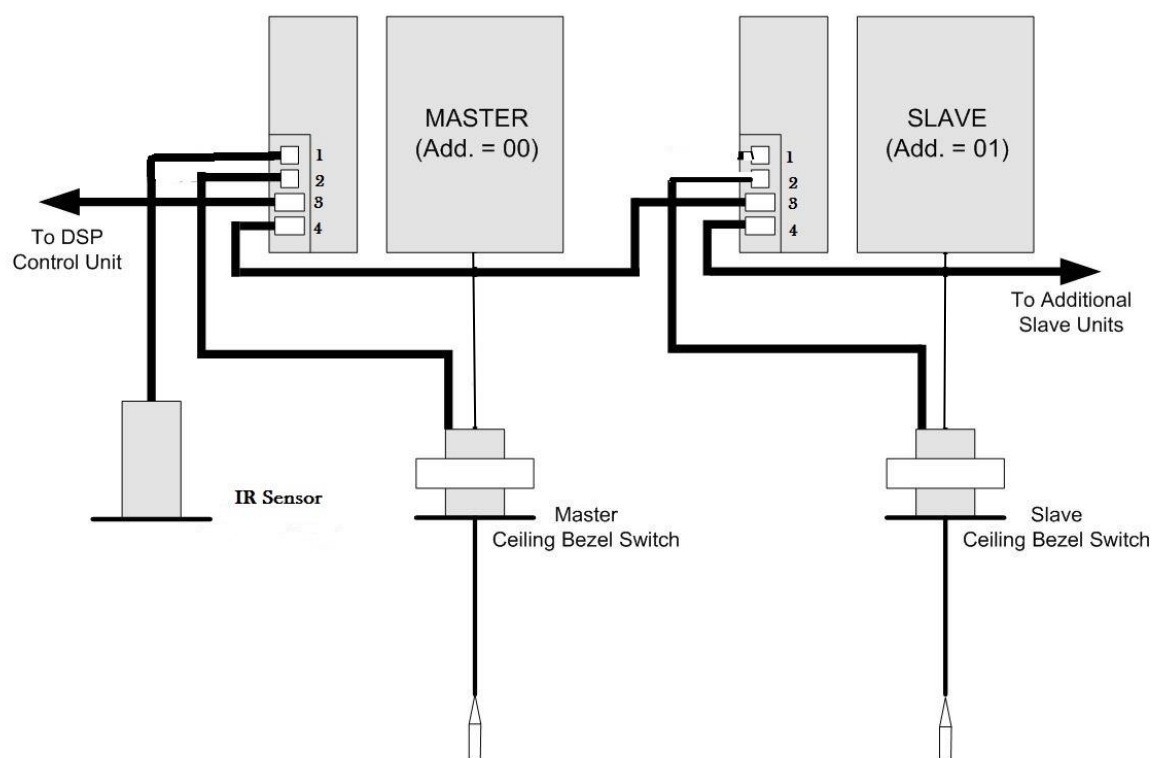 MASTER
(Add. = 00)
SLAVE
(Add. = 01)
1
2
3
4
1
2
3
4
To DSP
Control Unit
To Additional
Slave Units
IR Sensor
Master
Ceiling Bezel Switch
Slave
Ceiling Bezel Switch